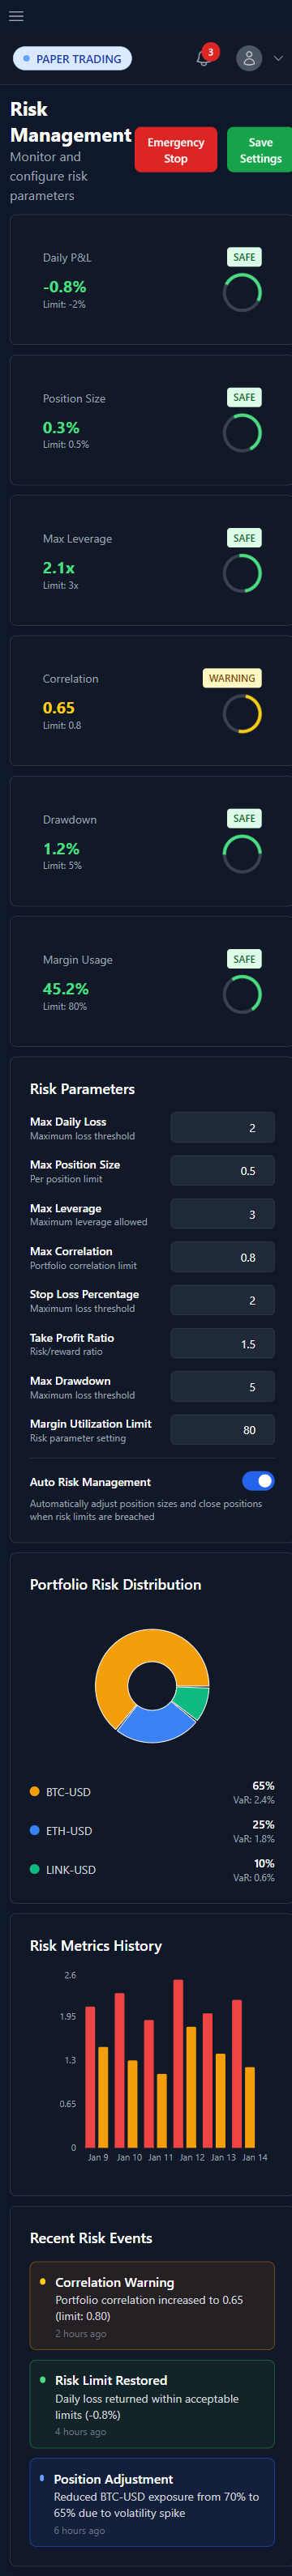 PAPER TRADING
3
Risk
Management
Monitor and
configure risk
parameters
Emergency
Stop
Save
Settings
Daily P&L
SAFE
-0.8%
Limit: -2%
Position Size
SAFE
0.3%
Limit: 0.5%
Max Leverage
SAFE
2.1x
Limit: 3x
Correlation
WARNING
0.65
Limit: 0.8
Drawdown
SAFE
1.2%
Limit: 5%
Margin Usage
SAFE
45.2%
Limit: 80%
Risk Parameters
Max Daily Loss
Maximum loss threshold
2
Max Position Size
Per position limit
0.5
Max Leverage
Maximum leverage allowed
3
Max Correlation
Portfolio correlation limit
0.8
Stop Loss Percentage
Maximum loss threshold
2
Take Profit Ratio
Risk/reward ratio
1.5
Max Drawdown
Maximum loss threshold
5
Margin Utilization Limit
Risk parameter setting
80
Auto Risk Management
Automatically adjust position sizes and close positions
when risk limits are breached
Portfolio Risk Distribution
BTC-USD
65%
VaR: 2.4%
ETH-USD
25%
VaR: 1.8%
LINK-USD
10%
VaR: 0.6%
Risk Metrics History
2.6
1.95
1.3
0.65
0
Jan 9 Jan 10 Jan 11 Jan 12 Jan 13 Jan 14
Recent Risk Events
Correlation Warning
Portfolio correlation increased to 0.65
(limit: 0.80)
2 hours ago
Risk Limit Restored
Daily loss returned within acceptable
limits (-0.8%)
4 hours ago
Position Adjustment
Reduced BTC-USD exposure from 70% to
65% due to volatility spike
6 hours ago